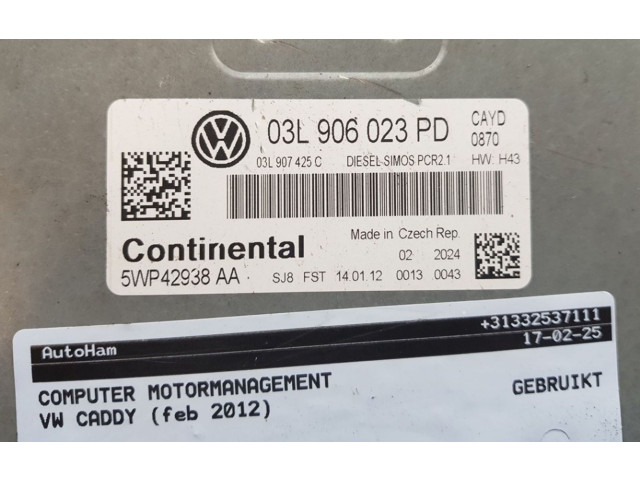 03L 906 023 PD CAYD
0870
03L 907 425 C DIESEL SIMOS PCR2.1 HW: H43
Made in Czech Rep.
Continental 02 2024
5WP42938 AA SJ8 FST 14.01.12 0013 0043
+31332537111
AutoHam 17-02-25
COMPUTER MOTORMANAGEMENT GEBRUIKT
VW CADDY (feb 2012)